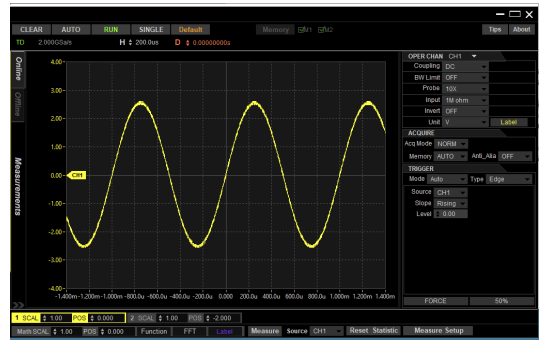 CLEAR AUTO RUN SINGLE Default Memory M1 M2 Tips About
TD 2.000GSa/s H 200.0us D 0.00000000s
Online
Offline
Measurements
4.00
3.00
2.00
1.00
0.00
CH1
-1.00
-2.00
-3.00
-4.00
-1.400m -1.200m -1.000m -800.0u -600.0u -400.0u -200.0u 0.000 200.0u 400.0u 600.0u 800.0u 1.000m 1.200m 1.400m
OPER CHAN CH1
Coupling DC
BW Limit OFF
Probe 10X
Input 1M ohm
Invert OFF
Unit V Label
ACQUIRE
Acq Mode NORM
Memory AUTO Anti_Alia OFF
TRIGGER
Mode Auto Type Edge
Source CH1
Slope Rising
Level 0.00
FORCE 50%
1 SCAL 1.00 POS 0.000 2 SCAL 1.00 POS -2.000
Math SCAL 1.00 POS 0.000 Function FFT Label Measure Source CH1 Reset Statistic Measure Setup